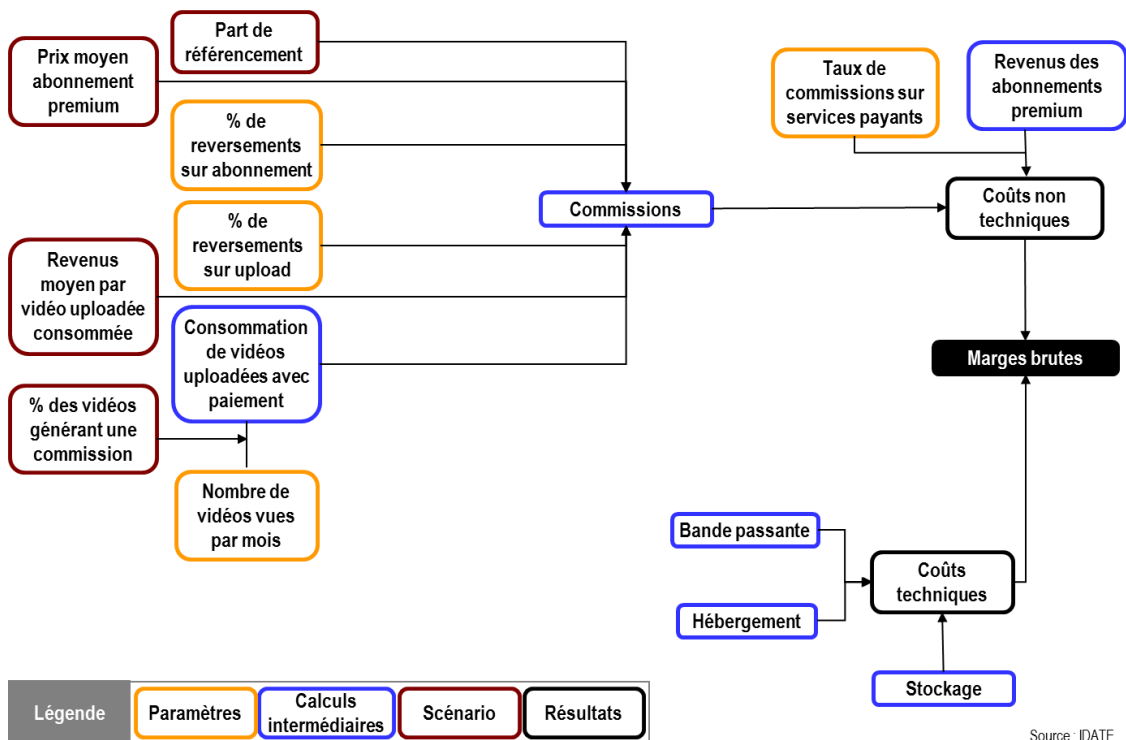 Part de
référencement
Prix moyen
abonnement
premium
% de
reversements
sur abonnement
% de
reversements
sur upload
Revenus
moyen par
vidéo uploadée
consommée
Consommation
de vidéos
uploadées avec
paiement
% des vidéos
générant une
commission
Nombre de
vidéos vues
par mois
Commissions
Taux de
commissions sur
services payants
Revenus des
abonnements
premium
Coûts non
techniques
Marges brutes
Bande passante
Coûts
techniques
Hébergement
Stockage
Légende
Paramètres
Calculs
intermédiaires
Scénario
Résultats
Source : IDATE